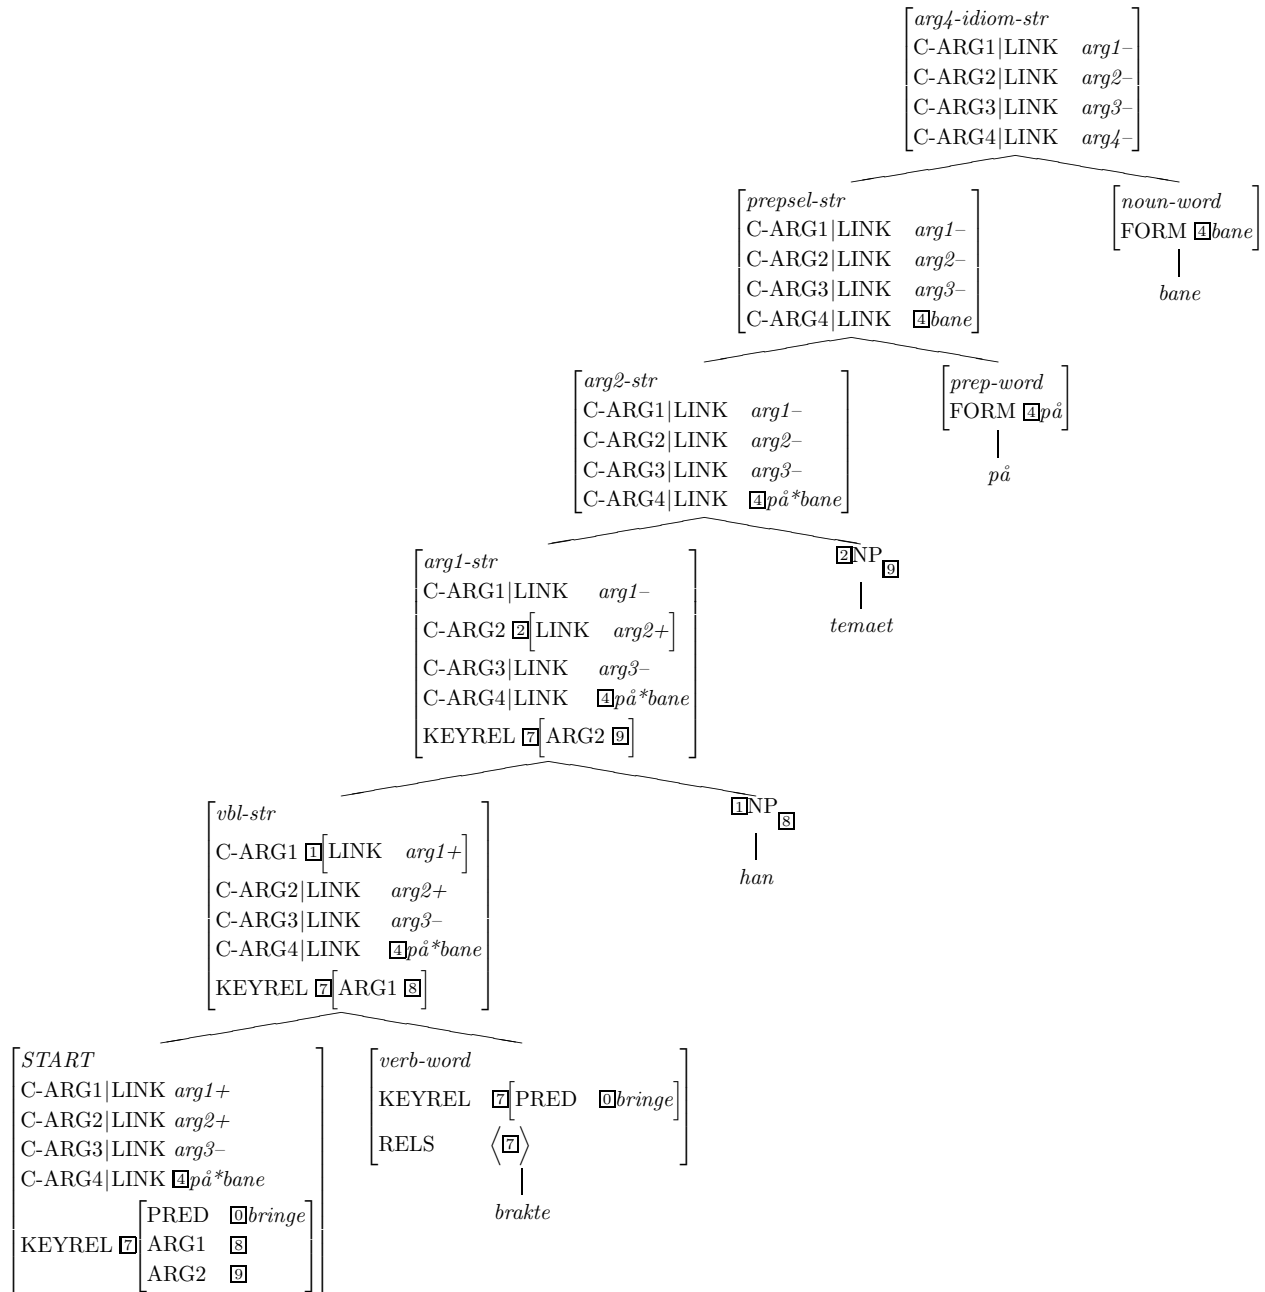 arg4-idiom-str
C-ARG1|LINK arg1–
C-ARG2|LINK arg2–
C-ARG3|LINK arg3–
C-ARG4|LINK arg4–
prepsel-str
C-ARG1|LINK arg1–
C-ARG2|LINK arg2–
C-ARG3|LINK arg3–
C-ARG4|LINK 4 bane
noun-word
FORM 4 bane
bane
arg2-str
C-ARG1|LINK arg1–
C-ARG2|LINK arg2–
C-ARG3|LINK arg3–
C-ARG4|LINK 4 på*bane
prep-word
FORM 4 på
på
arg1-str
C-ARG1|LINK arg1–
C-ARG2 2 [LINK arg2+]
C-ARG3|LINK arg3–
C-ARG4|LINK 4 på*bane
KEYREL 7 [ARG2 9]
2 NP 9
temaet
vbl-str
C-ARG1 1 [LINK arg1+]
C-ARG2|LINK arg2+
C-ARG3|LINK arg3–
C-ARG4|LINK 4 på*bane
KEYREL 7 [ARG1 8]
1 NP 8
han
START
C-ARG1|LINK arg1+
C-ARG2|LINK arg2+
C-ARG3|LINK arg3–
C-ARG4|LINK 4 på*bane
PRED 0 bringe
KEYREL 7 ARG1 8
ARG2 9
verb-word
KEYREL 7 [PRED 0 bringe]
RELS ⟨7⟩
brakte